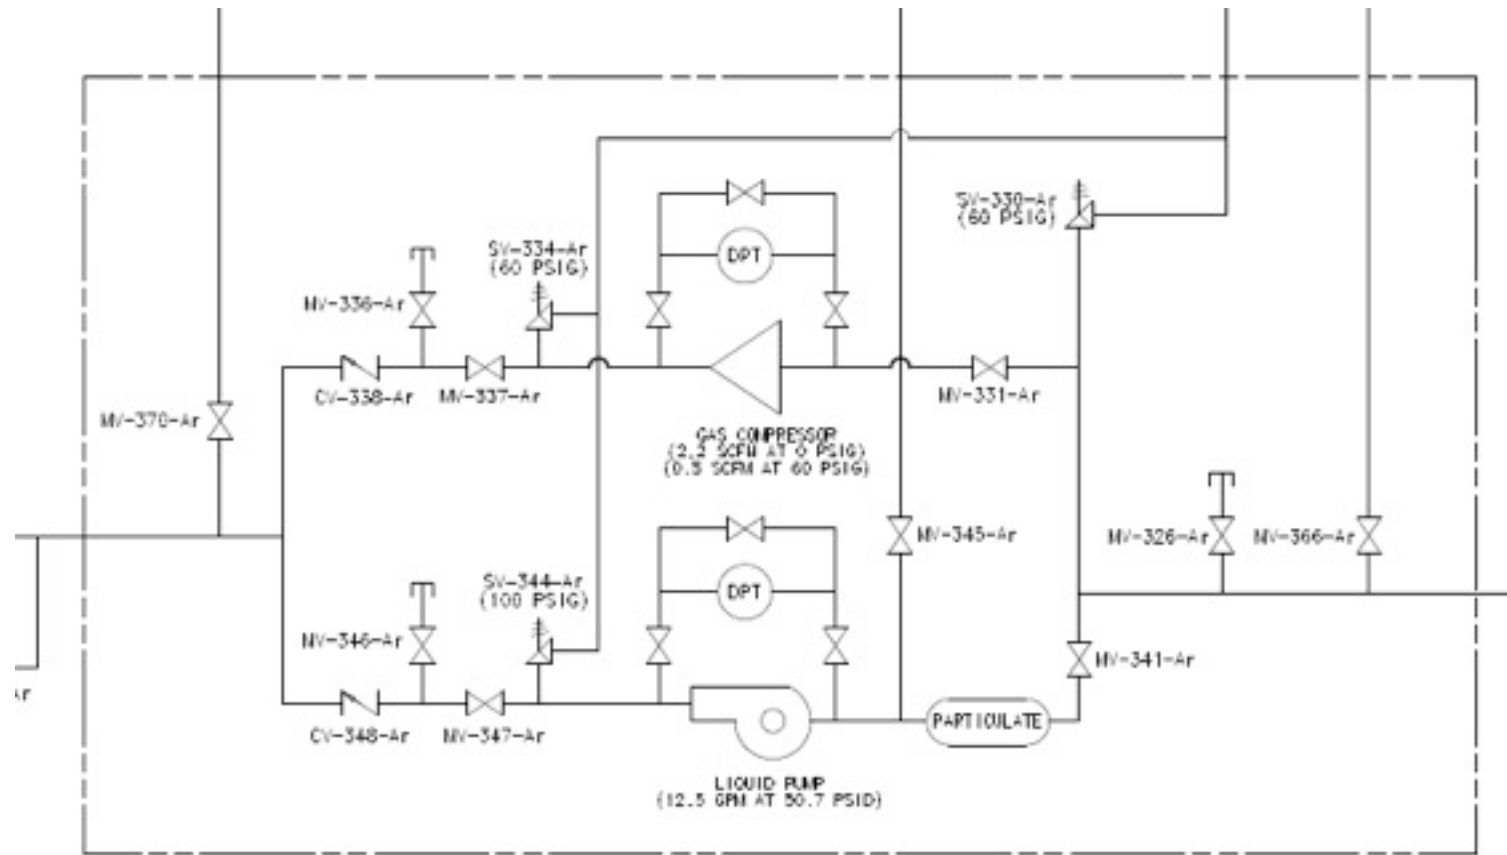 SV-330-Ar
(60 PSIG)
SV-334-Ar
(60 PSIG)
DPT
MV-336-Ar
CV-338-Ar
MV-337-Ar
MV-331-Ar
MV-370-Ar
GAS COMPRESSOR
(2.2 SCFM AT 0 PSIG)
(0.5 SCFM AT 60 PSIG)
MV-345-Ar
MV-326-Ar
MV-366-Ar
SV-344-Ar
(100 PSIG)
DPT
MV-346-Ar
MV-341-Ar
Ar
PARTICULATE
CV-348-Ar
MV-347-Ar
LIQUID PUMP
(12.5 GPM AT 50.7 PSID)